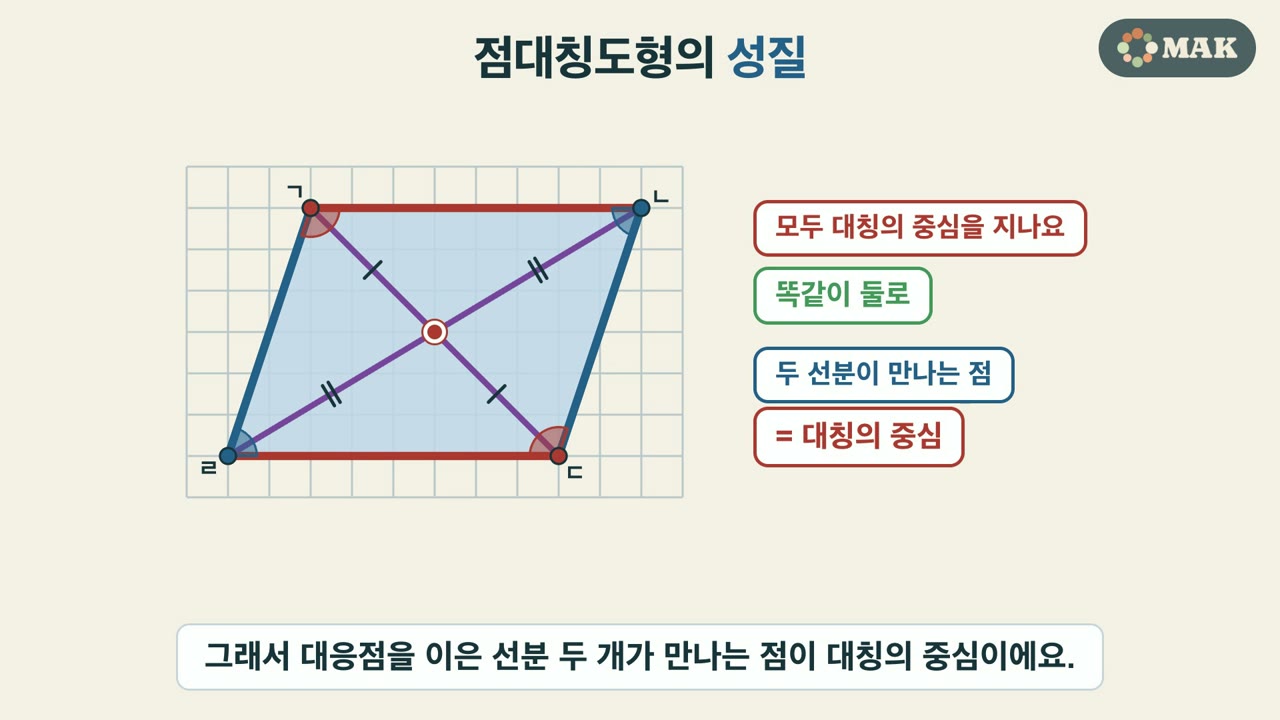 점대칭도형의 성질
MAK
ㄱ
ㄴ
ㄹ
ㄷ
모두 대칭의 중심을 지나요
똑같이 둘로
두 선분이 만나는 점
= 대칭의 중심
그래서 대응점을 이은 선분 두 개가 만나는 점이 대칭의 중심이에요.